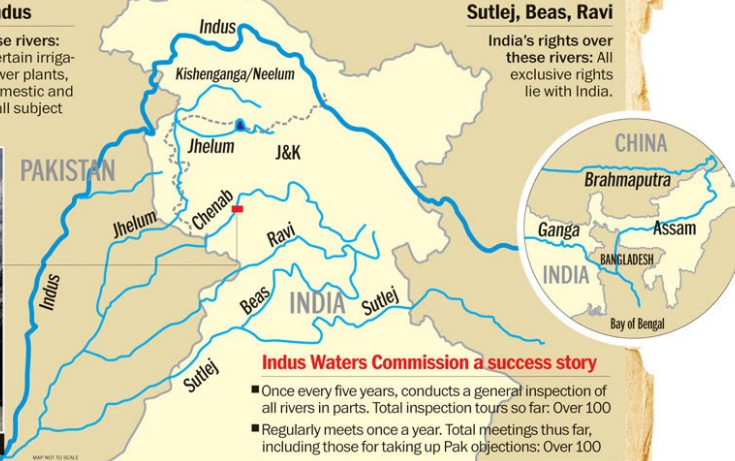 dus
se rivers:
ertain irriga-
wer plants,
mestic and
all subject
Sutlej, Beas, Ravi
India's rights over
these rivers: All
exclusive rights
lie with India.
Indus
Kishenganga/Neelum
Jhelum
J&K
PAKISTAN
Chenab
Jhelum
Ravi
Indus
Beas
INDIA
Sutlej
Sutlej
CHINA
Brahmaputra
Ganga
Assam
BANGLADESH
INDIA
Bay of Bengal
Indus Waters Commission a success story
■ Once every five years, conducts a general inspection of
all rivers in parts. Total inspection tours so far: Over 100
■ Regularly meets once a year. Total meetings thus far,
including those for taking up Pak objections: Over 100
MAP NOT TO SCALE